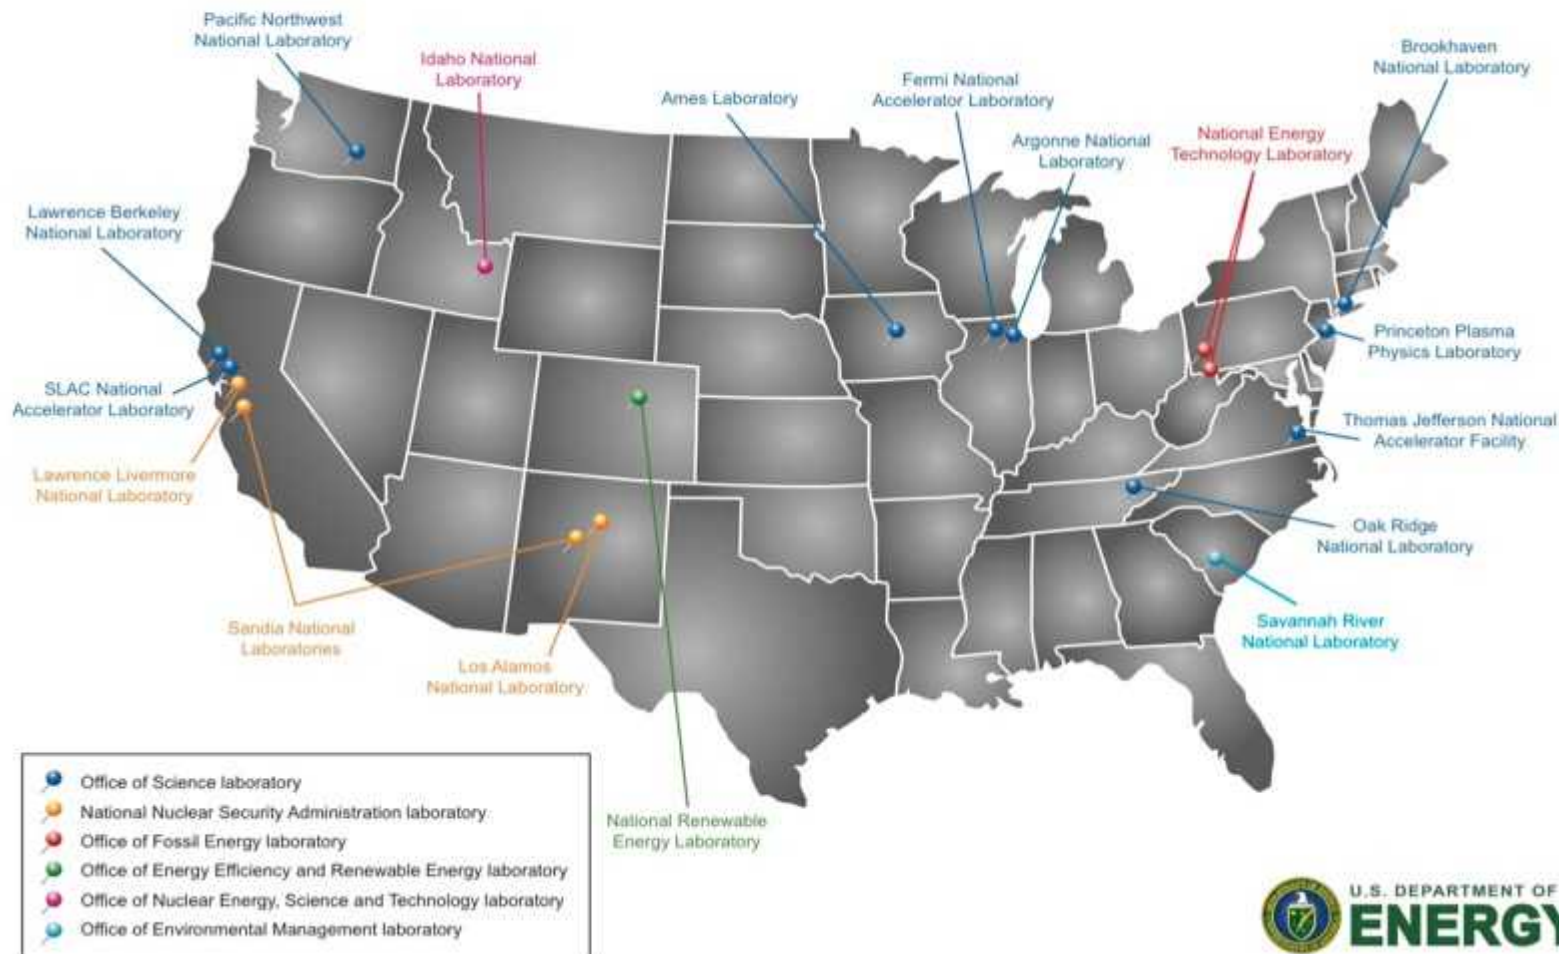 Pacific Northwest
National Laboratory
Idaho National
Laboratory
Ames Laboratory
Fermi National
Accelerator Laboratory
Argonne National
Laboratory
National Energy
Technology Laboratory
Brookhaven
National Laboratory
Lawrence Berkeley
National Laboratory
SLAC National
Accelerator Laboratory
Lawrence Livermore
National Laboratory
Sandia National
Laboratories
Los Alamos
National Laboratory
National Renewable
Energy Laboratory
Princeton Plasma
Physics Laboratory
Thomas Jefferson National
Accelerator Facility
Oak Ridge
National Laboratory
Savannah River
National Laboratory
Office of Science laboratory
National Nuclear Security Administration laboratory
Office of Fossil Energy laboratory
Office of Energy Efficiency and Renewable Energy laboratory
Office of Nuclear Energy, Science and Technology laboratory
Office of Environmental Management laboratory
U.S. DEPARTMENT OF
ENERGY